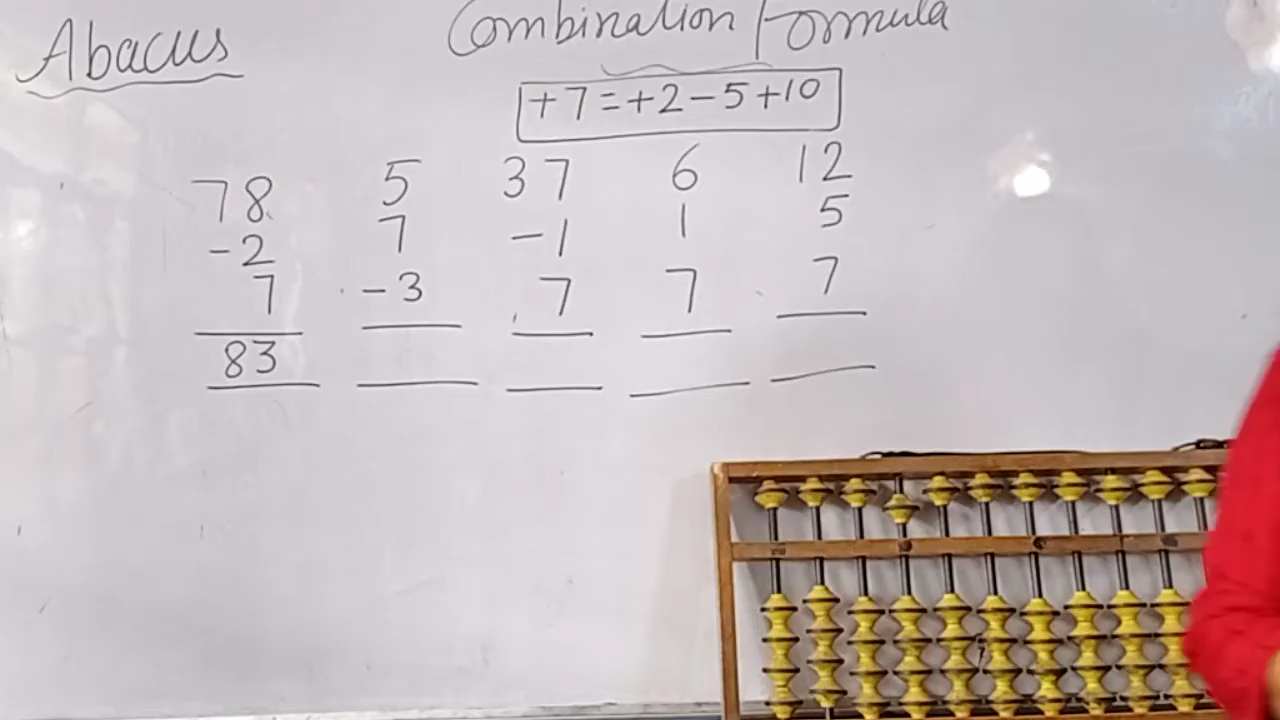 Abacus Combination Formula
+7=+2-5+10
78 5 37 6 12
-2 7 -1 1 5
7 -3 7 7 7
83